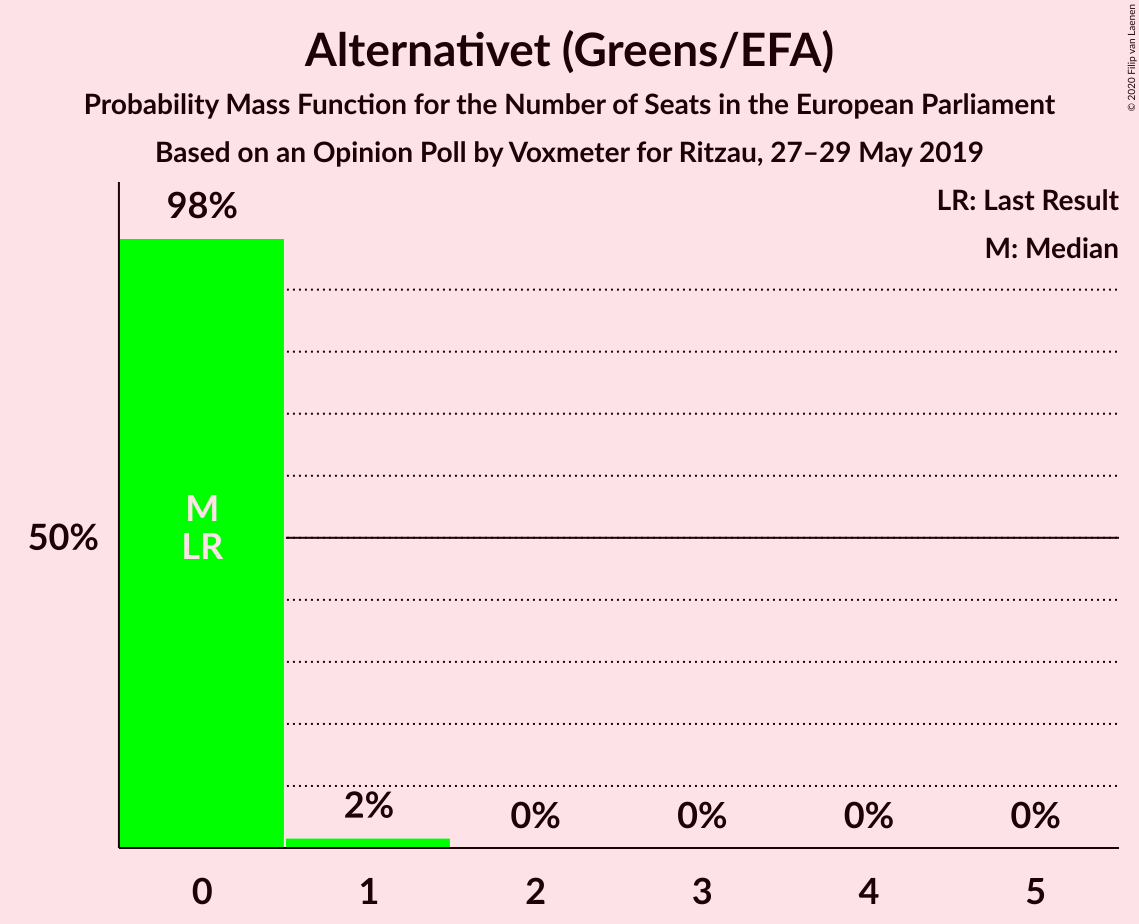 Alternativet (Greens/EFA)
Probability Mass Function for the Number of Seats in the European Parliament
Based on an Opinion Poll by Voxmeter for Ritzau, 27–29 May 2019
© 2020 Filip van Laenen
LR: Last Result
M: Median
98%
M
LR
50%
2%
0%
0%
0%
0%
0
1
2
3
4
5